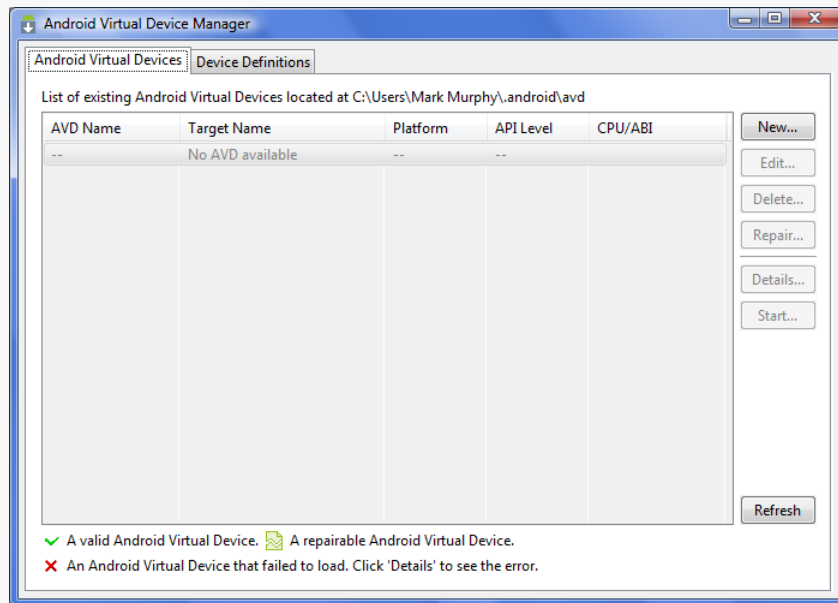 Android Virtual Device Manager
Android Virtual Devices Device Definitions
List of existing Android Virtual Devices located at C:\Users\Mark Murphy\.android\avd
AVD Name Target Name Platform API Level CPU/ABI
-- No AVD available -- --
New...
Edit...
Delete...
Repair...
Details...
Start...
Refresh
A valid Android Virtual Device. A repairable Android Virtual Device.
An Android Virtual Device that failed to load. Click 'Details' to see the error.